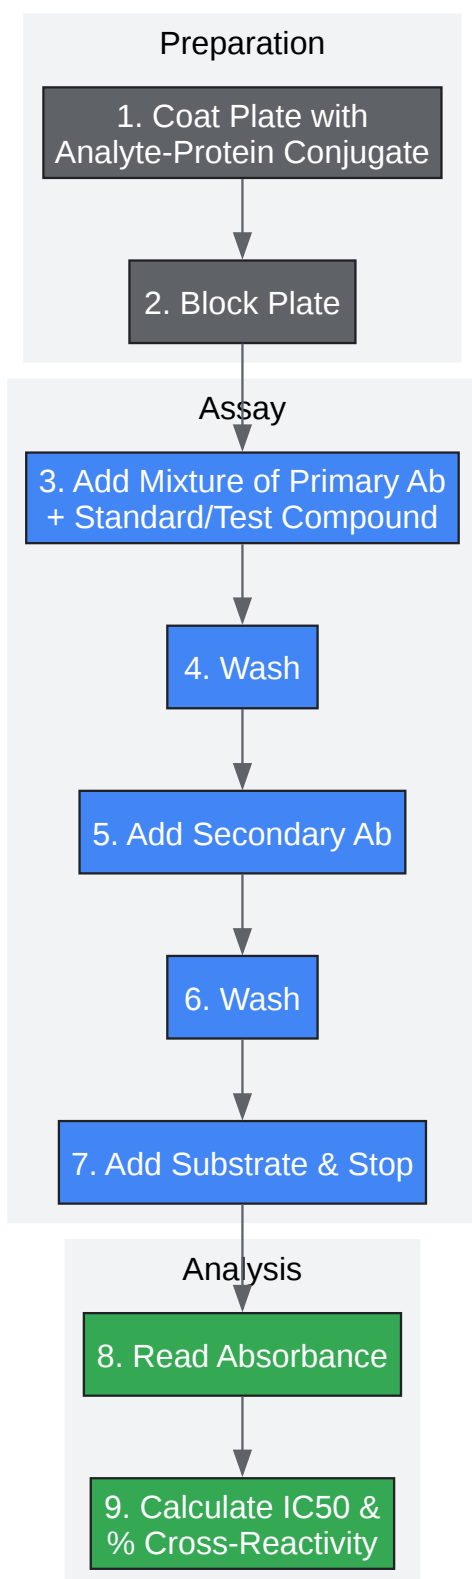 Preparation
1. Coat Plate with
Analyte-Protein Conjugate
2. Block Plate
Assay
3. Add Mixture of Primary Ab
+ Standard/Test Compound
4. Wash
5. Add Secondary Ab
6. Wash
7. Add Substrate & Stop
Analysis
8. Read Absorbance
9. Calculate IC50 &
% Cross-Reactivity